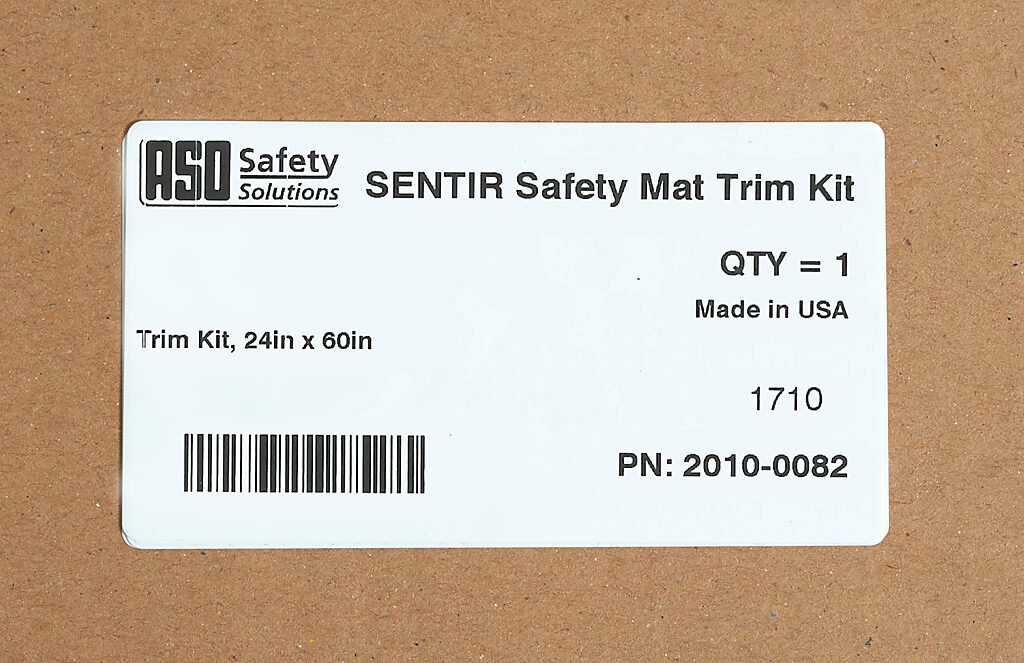 ASO Safety Solutions
SENTIR Safety Mat Trim Kit
QTY = 1
Made in USA
Trim Kit, 24in x 60in
1710
PN: 2010-0082